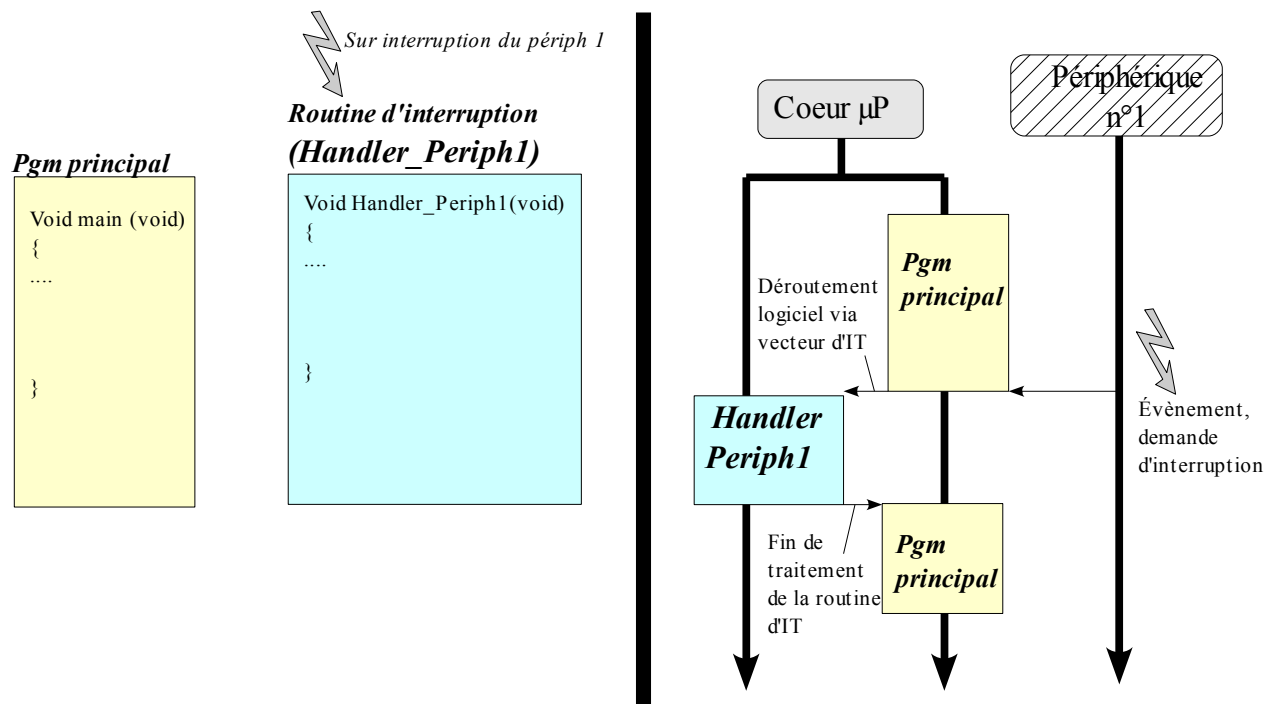 Sur interruption du périph 1
Routine d'interruption
(Handler_Periph1)
Pgm principal
Void main (void)
{
....
}
Void Handler_Periph1(void)
{
....
}
Coeur µP
Périphérique
n°1
Pgm
principal
Déroutement
logiciel via
vecteur d'IT
Évènement,
demande
d'interruption
Handler
Periph1
Fin de
traitement
de la routine
d'IT
Pgm
principal